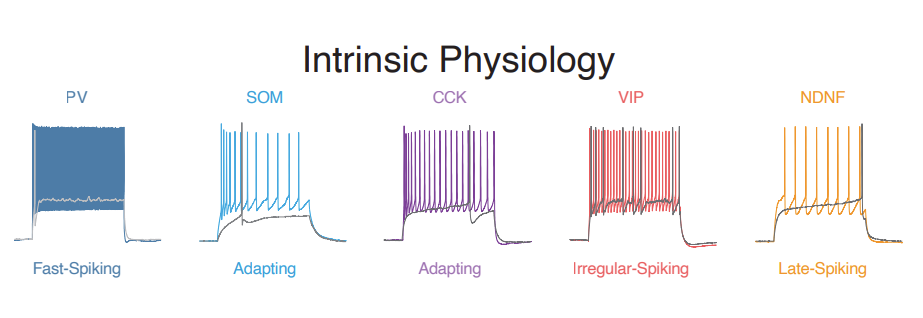 Intrinsic Physiology
PV SOM CCK VIP NDNF
Fast-Spiking Adapting Adapting Irregular-Spiking Late-Spiking